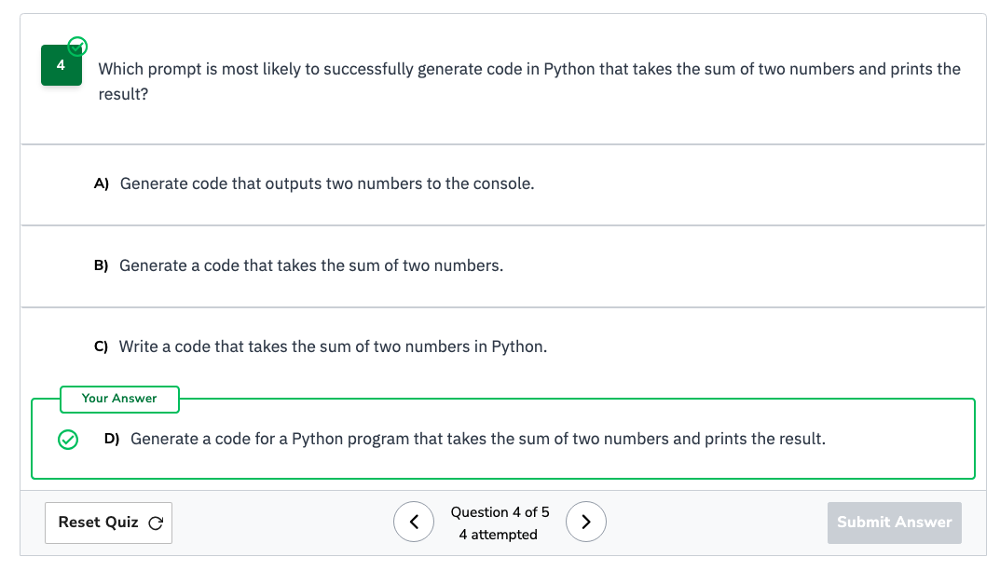 4
Which prompt is most likely to successfully generate code in Python that takes the sum of two numbers and prints the
result?
A) Generate code that outputs two numbers to the console.
B) Generate a code that takes the sum of two numbers.
C) Write a code that takes the sum of two numbers in Python.
Your Answer
D) Generate a code for a Python program that takes the sum of two numbers and prints the result.
Reset Quiz
Question 4 of 5
4 attempted
Submit Answer